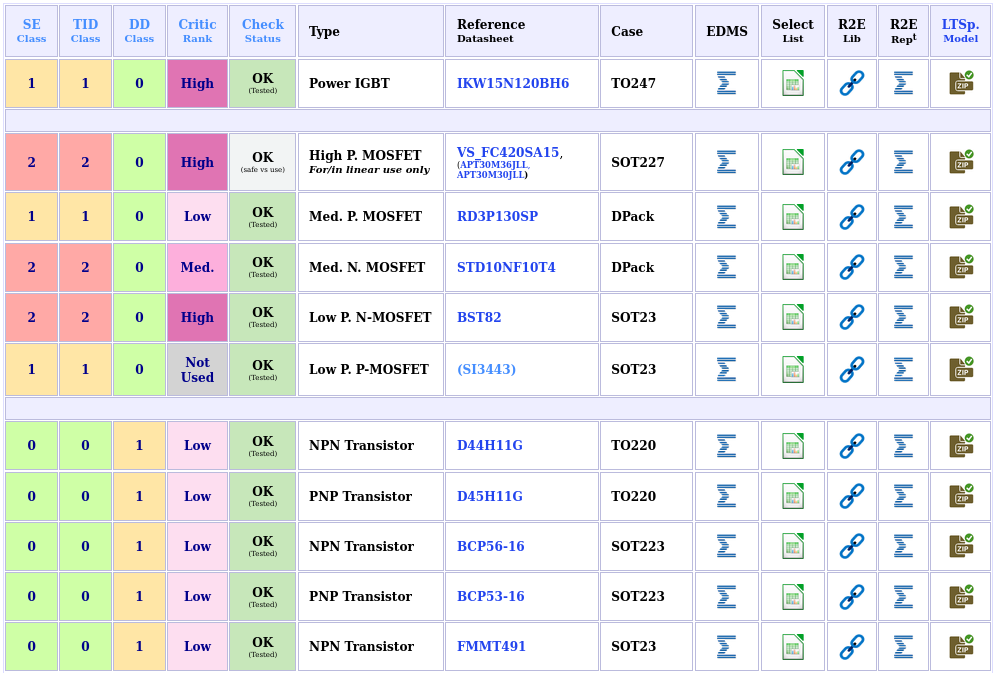 SE TID DD Critic Check Type Reference Case EDMS Select R2E R2E LTSp.
Class Class Class Rank Status Datasheet List Lib Rep^t Model
1 1 0 High OK Power IGBT IKW15N120BH6 TO247
(Tested) ZIP
2 2 0 High OK High P. MOSFET VS_FC420SA15, SOT227
(safe vs use) For/in linear use only (APT30M36JLL, ZIP
APT30M30JLL)
1 1 0 Low OK Med. P. MOSFET RD3P130SP DPack
(Tested) ZIP
2 2 0 Med. OK Med. N. MOSFET STD10NF10T4 DPack
(Tested) ZIP
2 2 0 High OK Low P. N-MOSFET BST82 SOT23
(Tested) ZIP
1 1 0 Not Used OK Low P. P-MOSFET (SI3443) SOT23
(Tested) ZIP
0 0 1 Low OK NPN Transistor D44H11G TO220
(Tested) ZIP
0 0 1 Low OK PNP Transistor D45H11G TO220
(Tested) ZIP
0 0 1 Low OK NPN Transistor BCP56-16 SOT223
(Tested) ZIP
0 0 1 Low OK PNP Transistor BCP53-16 SOT223
(Tested) ZIP
0 0 1 Low OK NPN Transistor FMMT491 SOT23
(Tested) ZIP